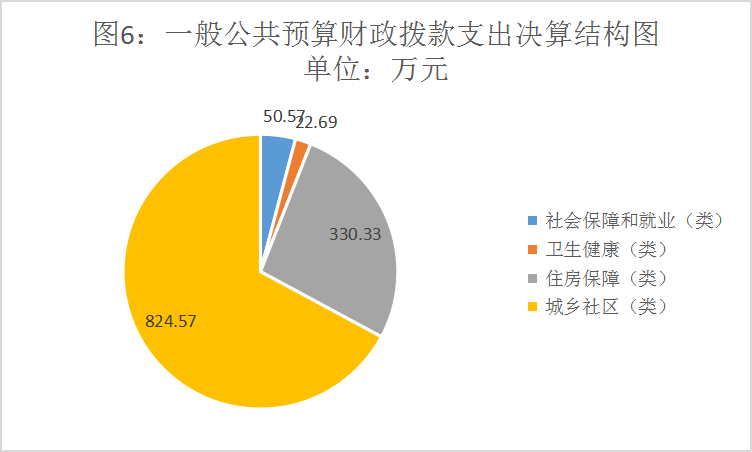 图6：一般公共预算财政拨款支出决算结构图
单位：万元
50.57
22.69
330.33
824.57
社会保障和就业（类）
卫生健康（类）
住房保障（类）
城乡社区（类）